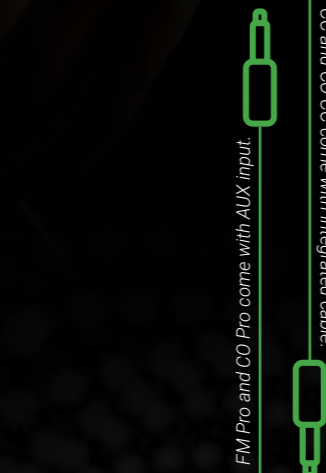 FM Pro and CO Pro come with AUX input.
come with integrated cable.